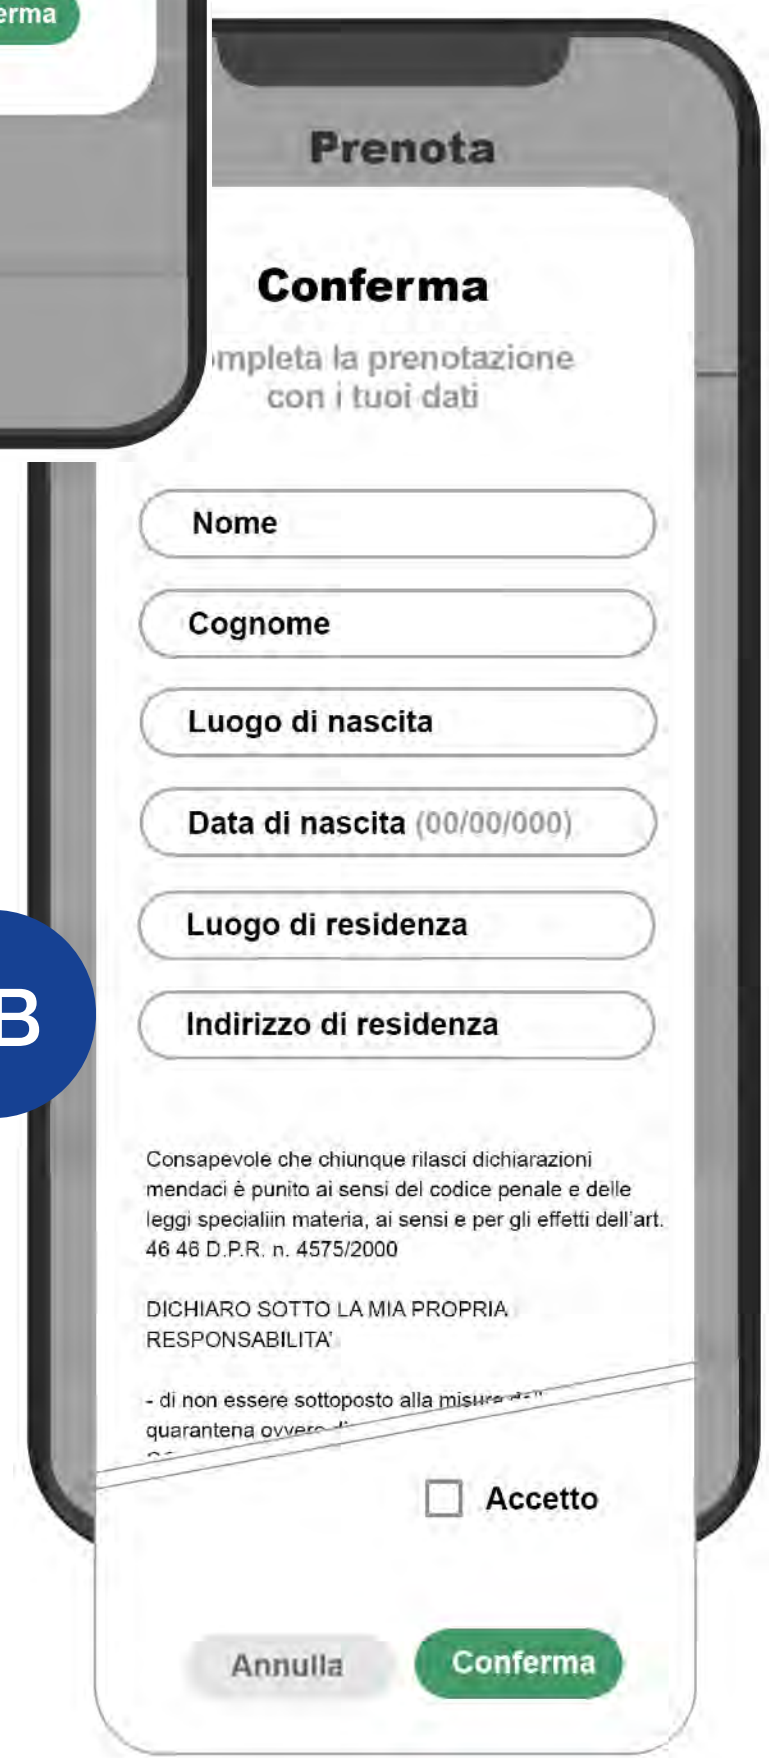 erma
Prenota
Conferma
mpleta la prenotazione
con i tuoi dati
Nome
Cognome
Luogo di nascita
Data di nascita (00/00/000)
Luogo di residenza
Indirizzo di residenza
B
Consapevole che chiunque rilasci dichiarazioni
mendaci è punito ai sensi del codice penale e delle
leggi specialiin materia, ai sensi e per gli effetti dell'art.
46 46 D.P.R. n. 4575/2000
DICHIARO SOTTO LA MIA PROPRIA
RESPONSABILITA'
- di non essere sottoposto alla misura
quarantena ovvero
Accetto
Annulla
Conferma